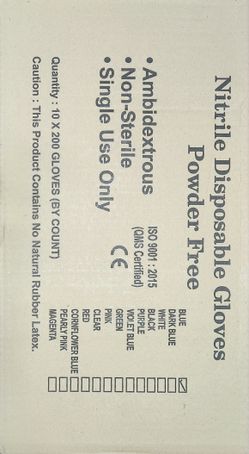 Nitrile Disposable Gloves
Powder Free
• Ambidextrous
• Non-Sterile
• Single Use Only
ISO 9001 : 2015
(QMS Certified)
CE
BLUE
DARK BLUE
WHITE
BLACK
PURPLE
VIOLET BLUE
GREEN
PINK
CLEAR
RED
CORNFLOWER BLUE
PEARLY PINK
MAGENTA
Quantity : 10 X 200 GLOVES (BY COUNT)
Caution : This Product Contains No Natural Rubber Latex.